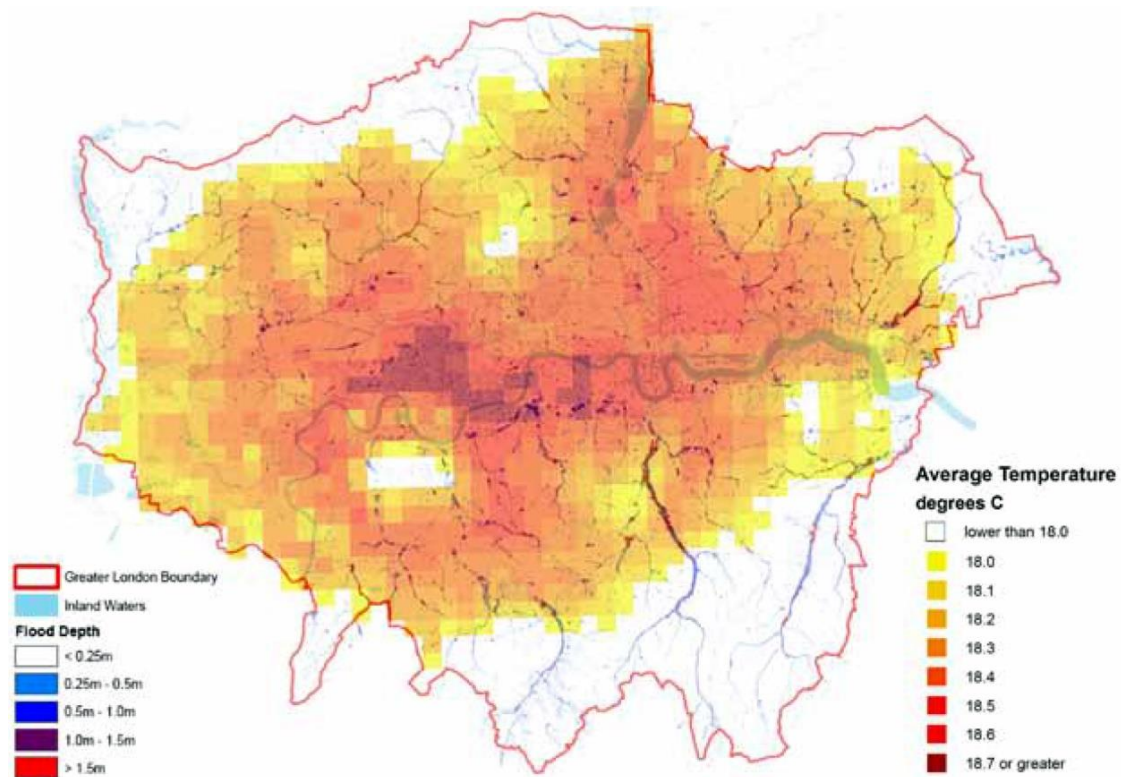 Greater London Boundary
Inland Waters
Flood Depth
< 0.25m
0.25m - 0.5m
0.5m - 1.0m
1.0m - 1.5m
> 1.5m
Average Temperature
degrees C
lower than 18.0
18.0
18.1
18.2
18.3
18.4
18.5
18.6
18.7 or greater